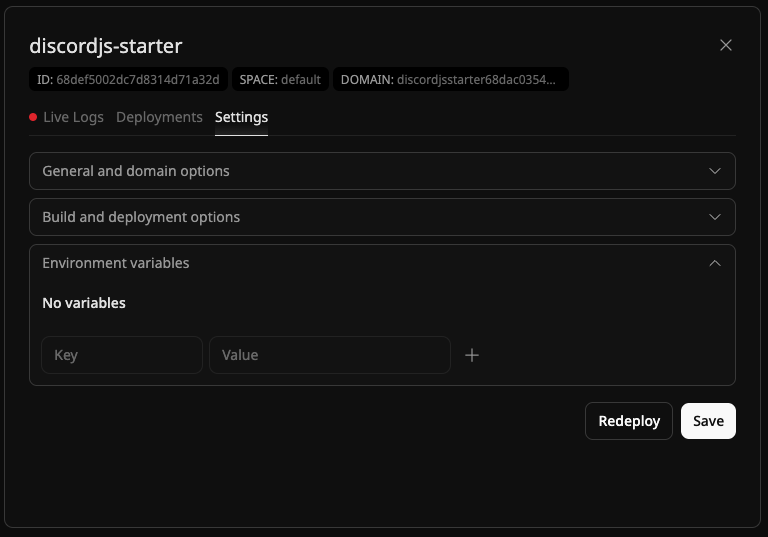 discordjs-starter
ID: 68def5002dc7d8314d71a32d SPACE: default DOMAIN: discordjsstarter68dac0354...
Live Logs Deployments Settings
General and domain options
Build and deployment options
Environment variables
No variables
Key Value
Redeploy Save